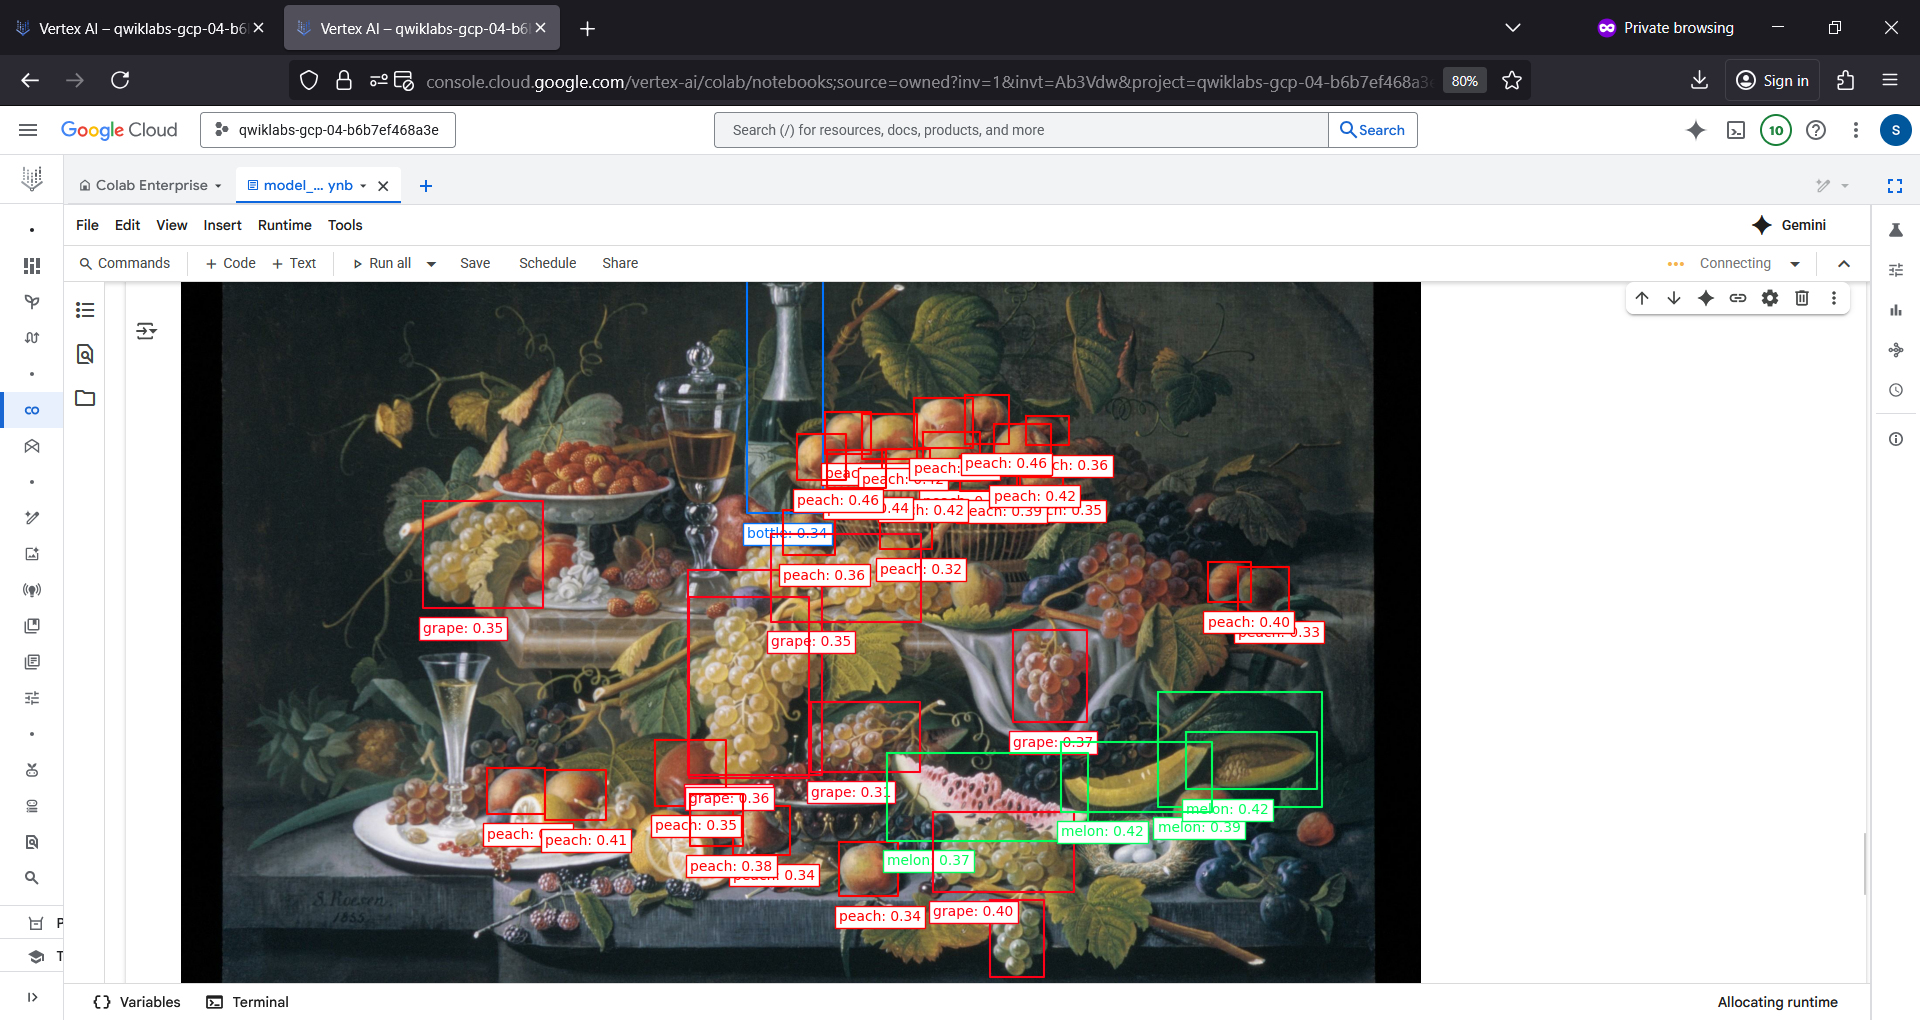 Vertex AI – qwiklabs-gcp-04-b6
Vertex AI – qwiklabs-gcp-04-b6
Private browsing
console.cloud.google.com/vertex-ai/colab/notebooks;source=owned?inv=1&invt=Ab3Vdw&project=qwiklabs-gcp-04-b6b7ef468a3e
80%
Sign in
Google Cloud
qwiklabs-gcp-04-b6b7ef468a3e
Search (/) for resources, docs, products, and more
Search
10
S
Colab Enterprise
model_... ynb
File Edit View Insert Runtime Tools
Gemini
Commands
+ Code + Text
Run all
Save
Schedule
Share
Connecting
peach: 0.46
ch: 0.36
peach:
peac
peach: 0.42
peach: 0.46
.44
h: 0.42
peach: 0.42
peach: 0.39
ch: 0.35
bottle: 0.34
peach: 0.36
peach: 0.32
peach: 0.40
peach: 0.33
grape: 0.35
grape: 0.35
grape: 0.37
grape: 0.36
grape: 0.31
melon: 0.42
melon: 0.39
melon: 0.42
peach:
peach: 0.41
peach: 0.35
peach: 0.38
peach: 0.34
melon: 0.37
peach: 0.34
grape: 0.40
S. Roesen.
1855.
P
T
Variables
Terminal
Allocating runtime